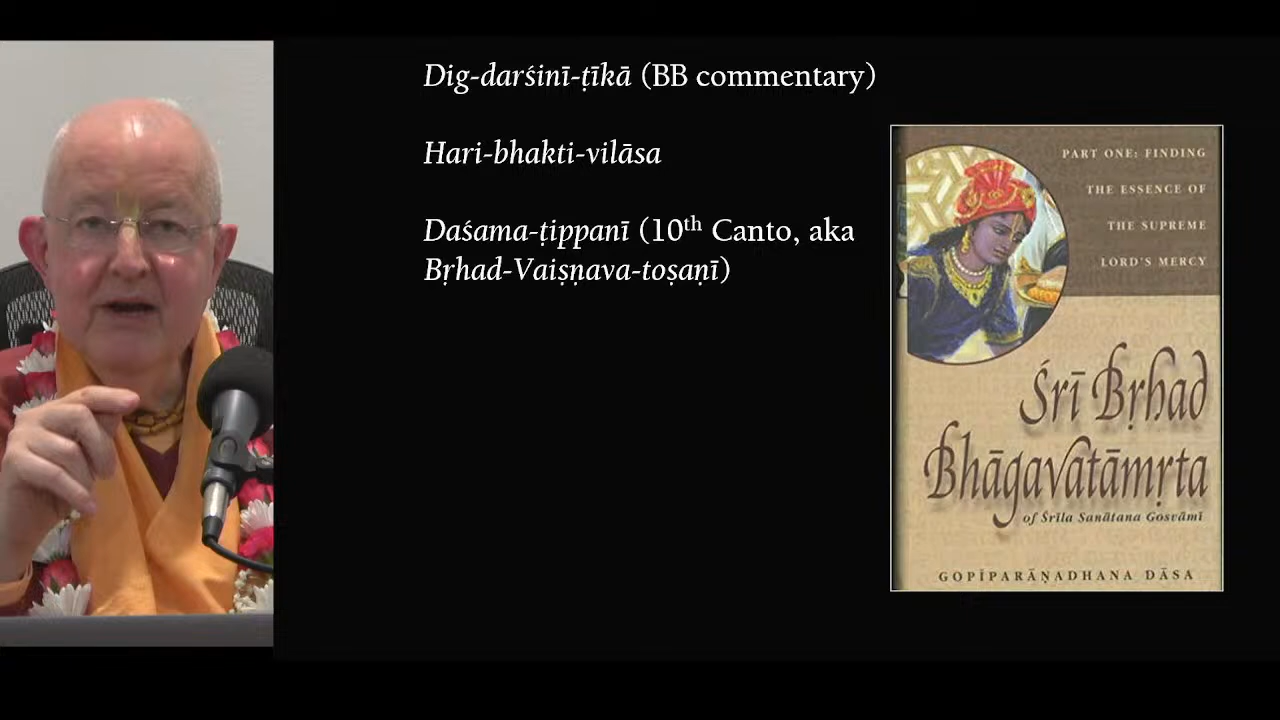 Dig-darśinī-ṭīkā (BB commentary)
Hari-bhakti-vilāsa
Daśama-ṭippanī (10th Canto, aka
Bṛhad-Vaiṣṇava-toṣaṇī)
PART ONE: FINDING
THE ESSENCE OF
THE SUPREME
LORD'S MERCY
Śrī Bṛhad
Bhāgavatāmṛta
of Śrīla Sanātana Gosvāmī
GOPĪPARĀṆADHANA DĀSA